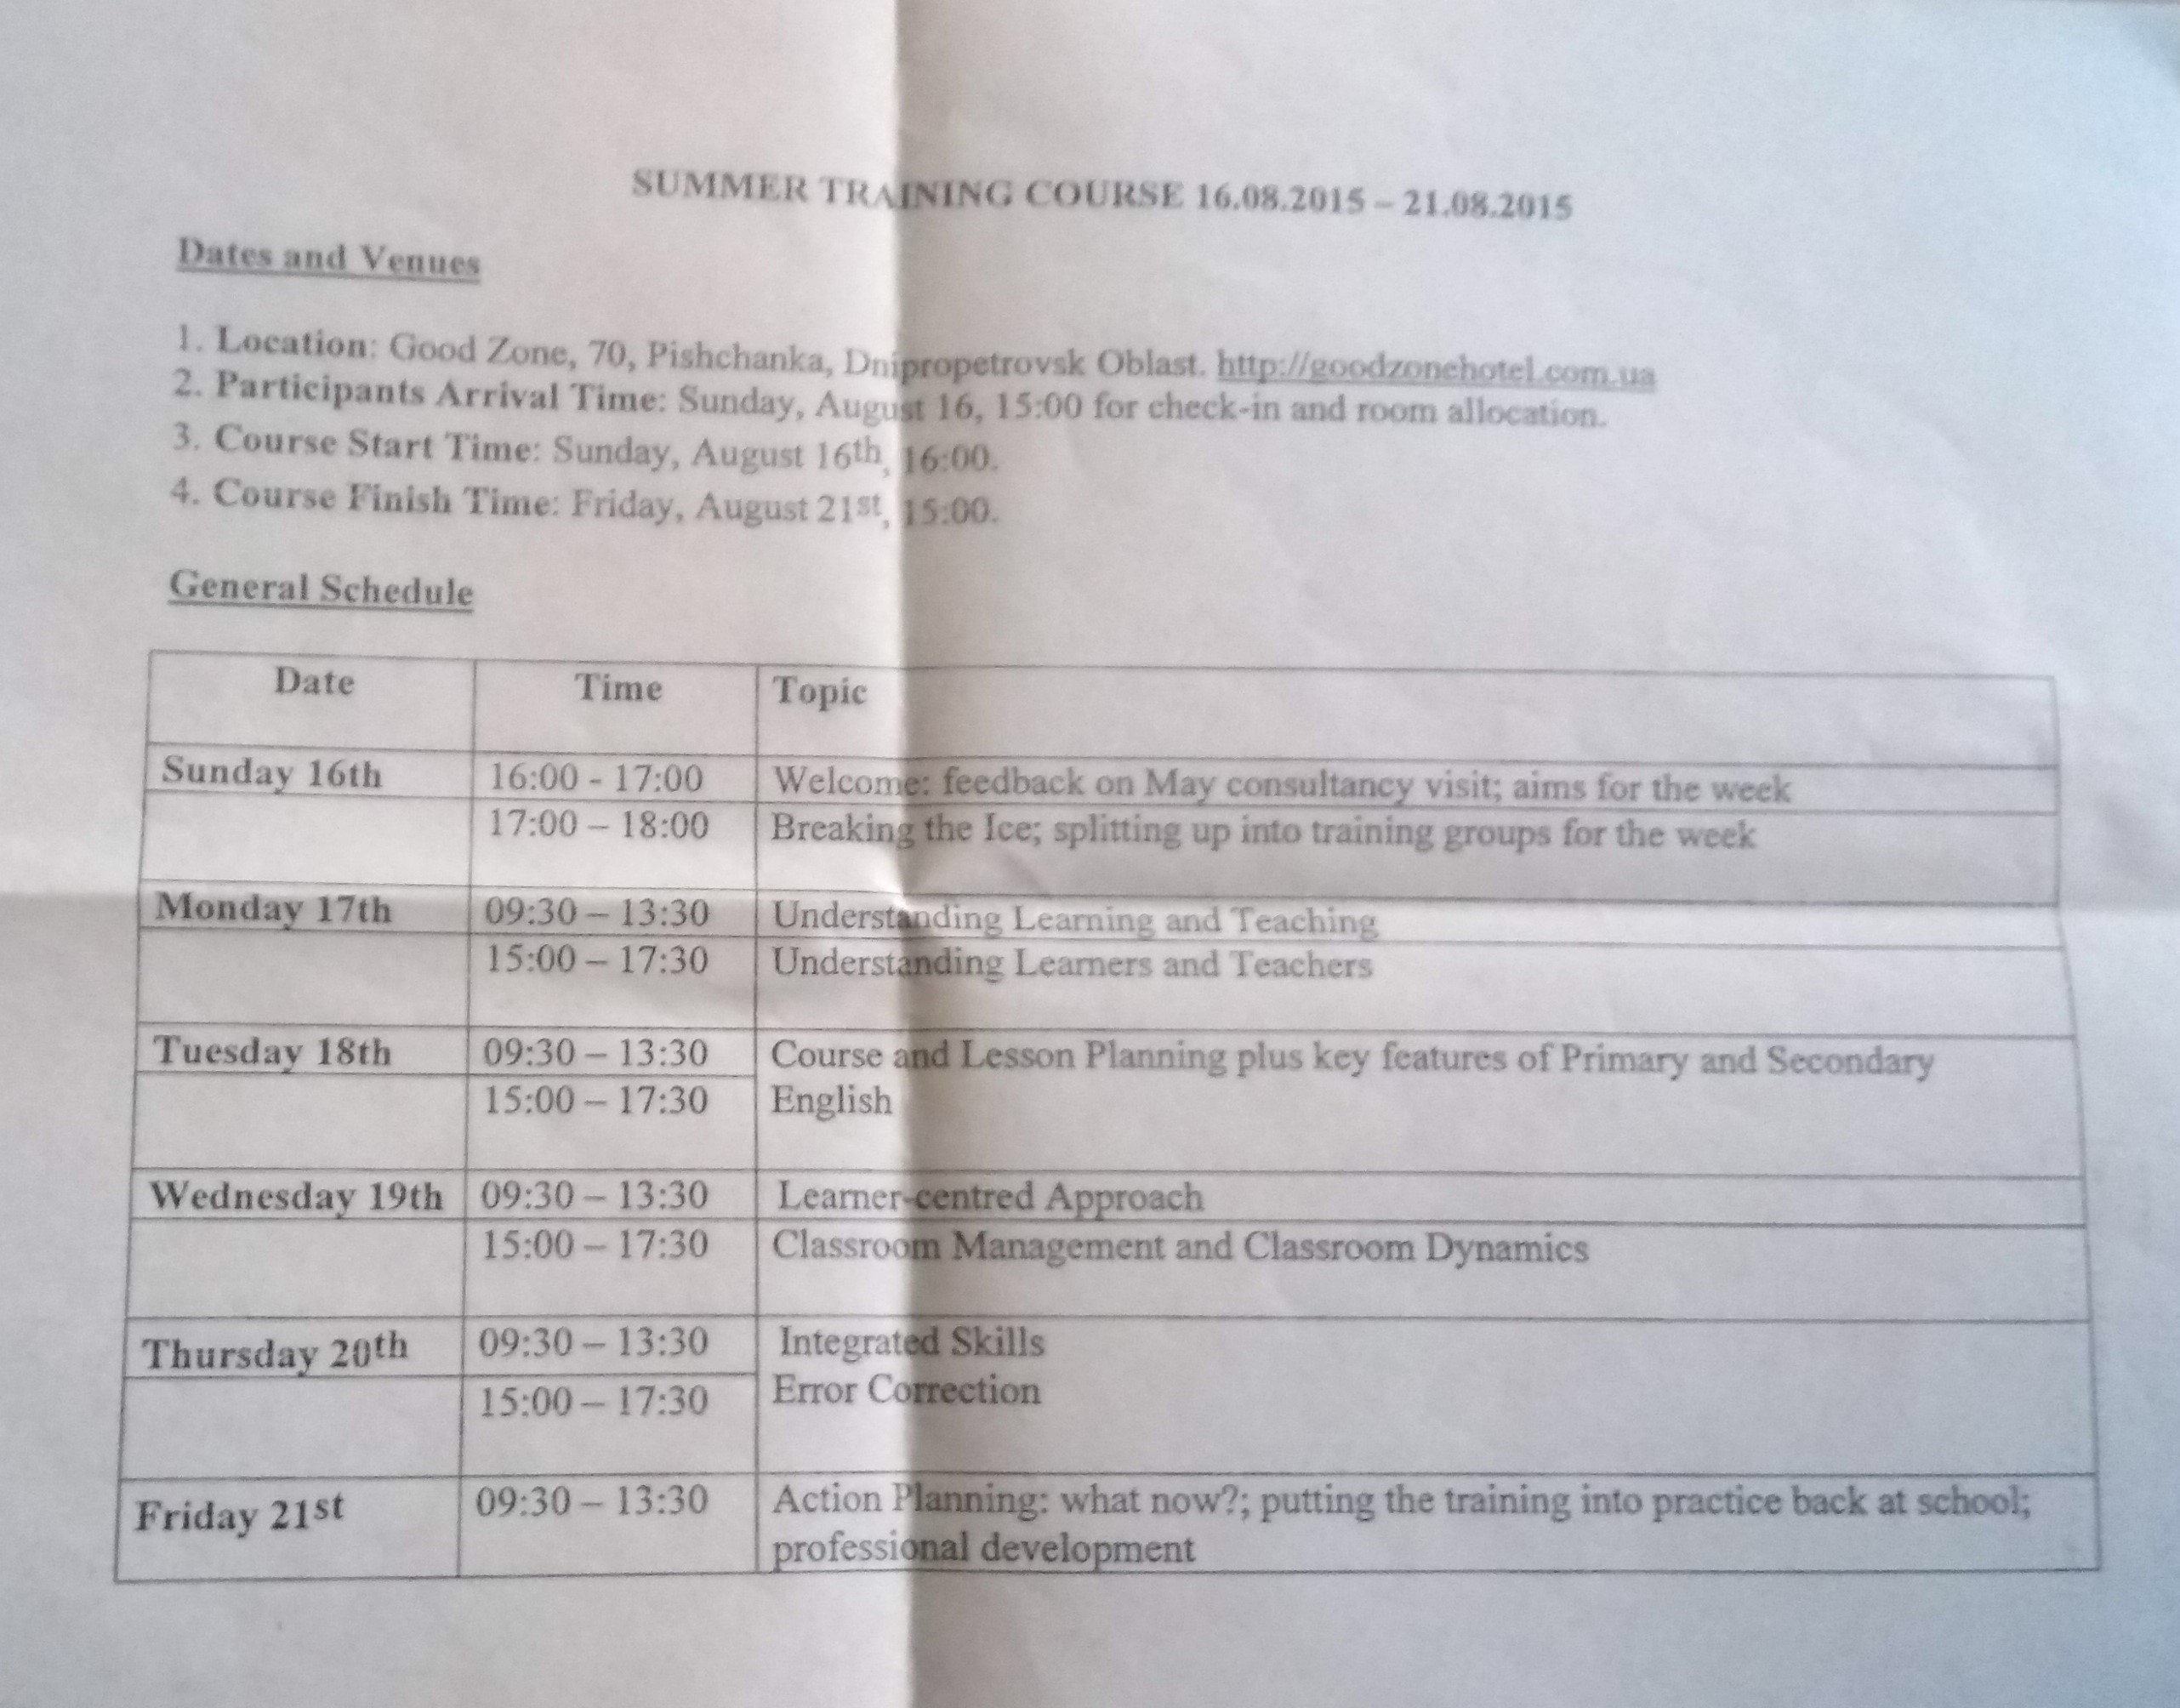 SUMMER TRAINING COURSE 16.08.2015 – 21.08.2015
Dates and Venues
1. Location: Good Zone, 70, Pishchanka, Dnipropetrovsk Oblast. http://goodzonehotel.com.ua
2. Participants Arrival Time: Sunday, August 16, 15:00 for check-in and room allocation.
3. Course Start Time: Sunday, August 16th, 16:00.
4. Course Finish Time: Friday, August 21st, 15:00.
General Schedule
Date Time Topic
Sunday 16th 16:00 - 17:00 Welcome: feedback on May consultancy visit; aims for the week
17:00 – 18:00 Breaking the Ice; splitting up into training groups for the week
Monday 17th 09:30 – 13:30 Understanding Learning and Teaching
15:00 – 17:30 Understanding Learners and Teachers
Tuesday 18th 09:30 – 13:30 Course and Lesson Planning plus key features of Primary and Secondary
15:00 – 17:30 English
Wednesday 19th 09:30 – 13:30 Learner-centred Approach
15:00 – 17:30 Classroom Management and Classroom Dynamics
Thursday 20th 09:30 – 13:30 Integrated Skills
15:00 – 17:30 Error Correction
Friday 21st 09:30 – 13:30 Action Planning: what now?; putting the training into practice back at school;
professional development